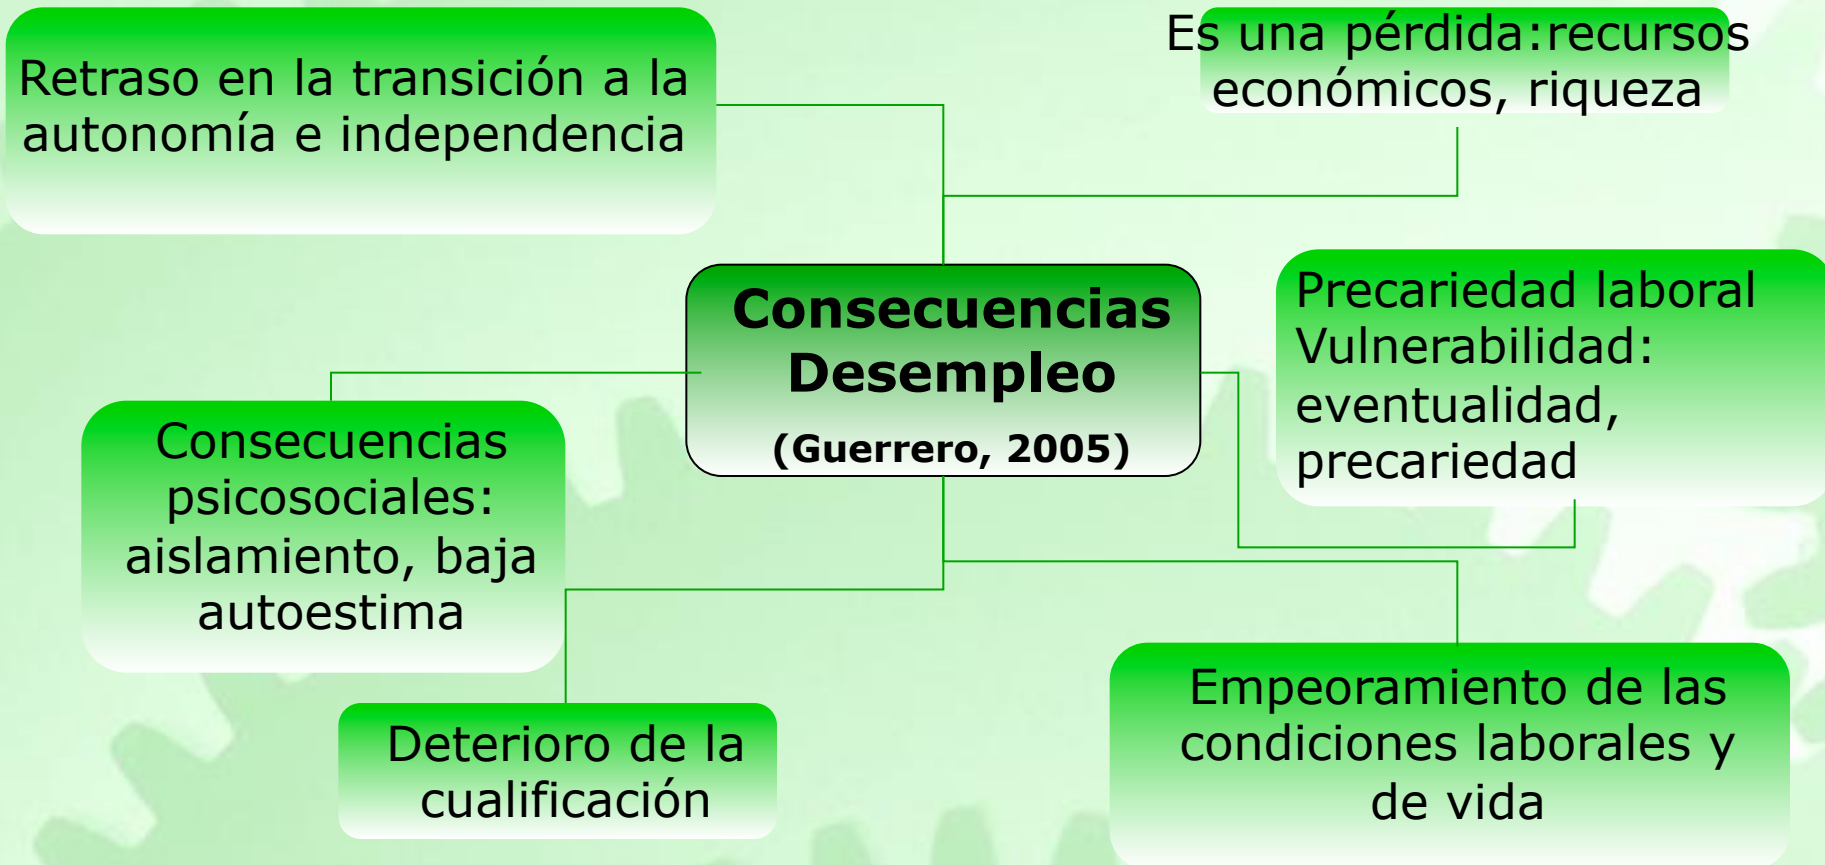 Retraso en la transición a la
autonomía e independencia
Es una pérdida:recursos
económicos, riqueza
Consecuencias
Desempleo
(Guerrero, 2005)
Precariedad laboral
Vulnerabilidad:
eventualidad,
precariedad
Consecuencias
psicosociales:
aislamiento, baja
autoestima
Deterioro de la
cualificación
Empeoramiento de las
condiciones laborales y
de vida